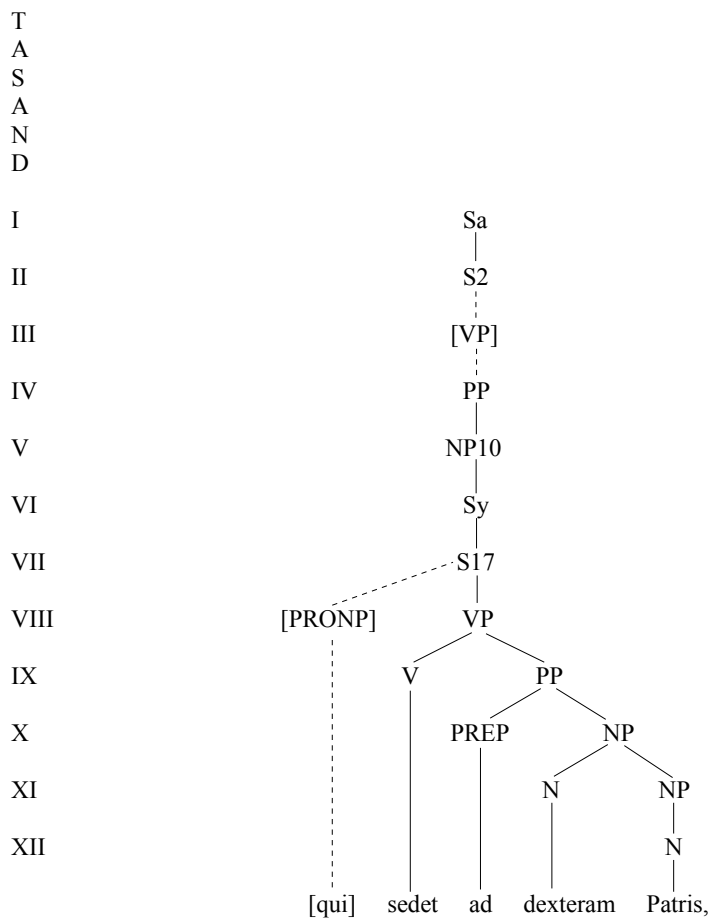 T
A
S
A
N
D
I Sa
II S2
III [VP]
IV PP
V NP10
VI Sy
VII S17
VIII [PRONP] VP
IX V PP
X PREP NP
XI N NP
XII N
[qui] sedet ad dexteram Patris,